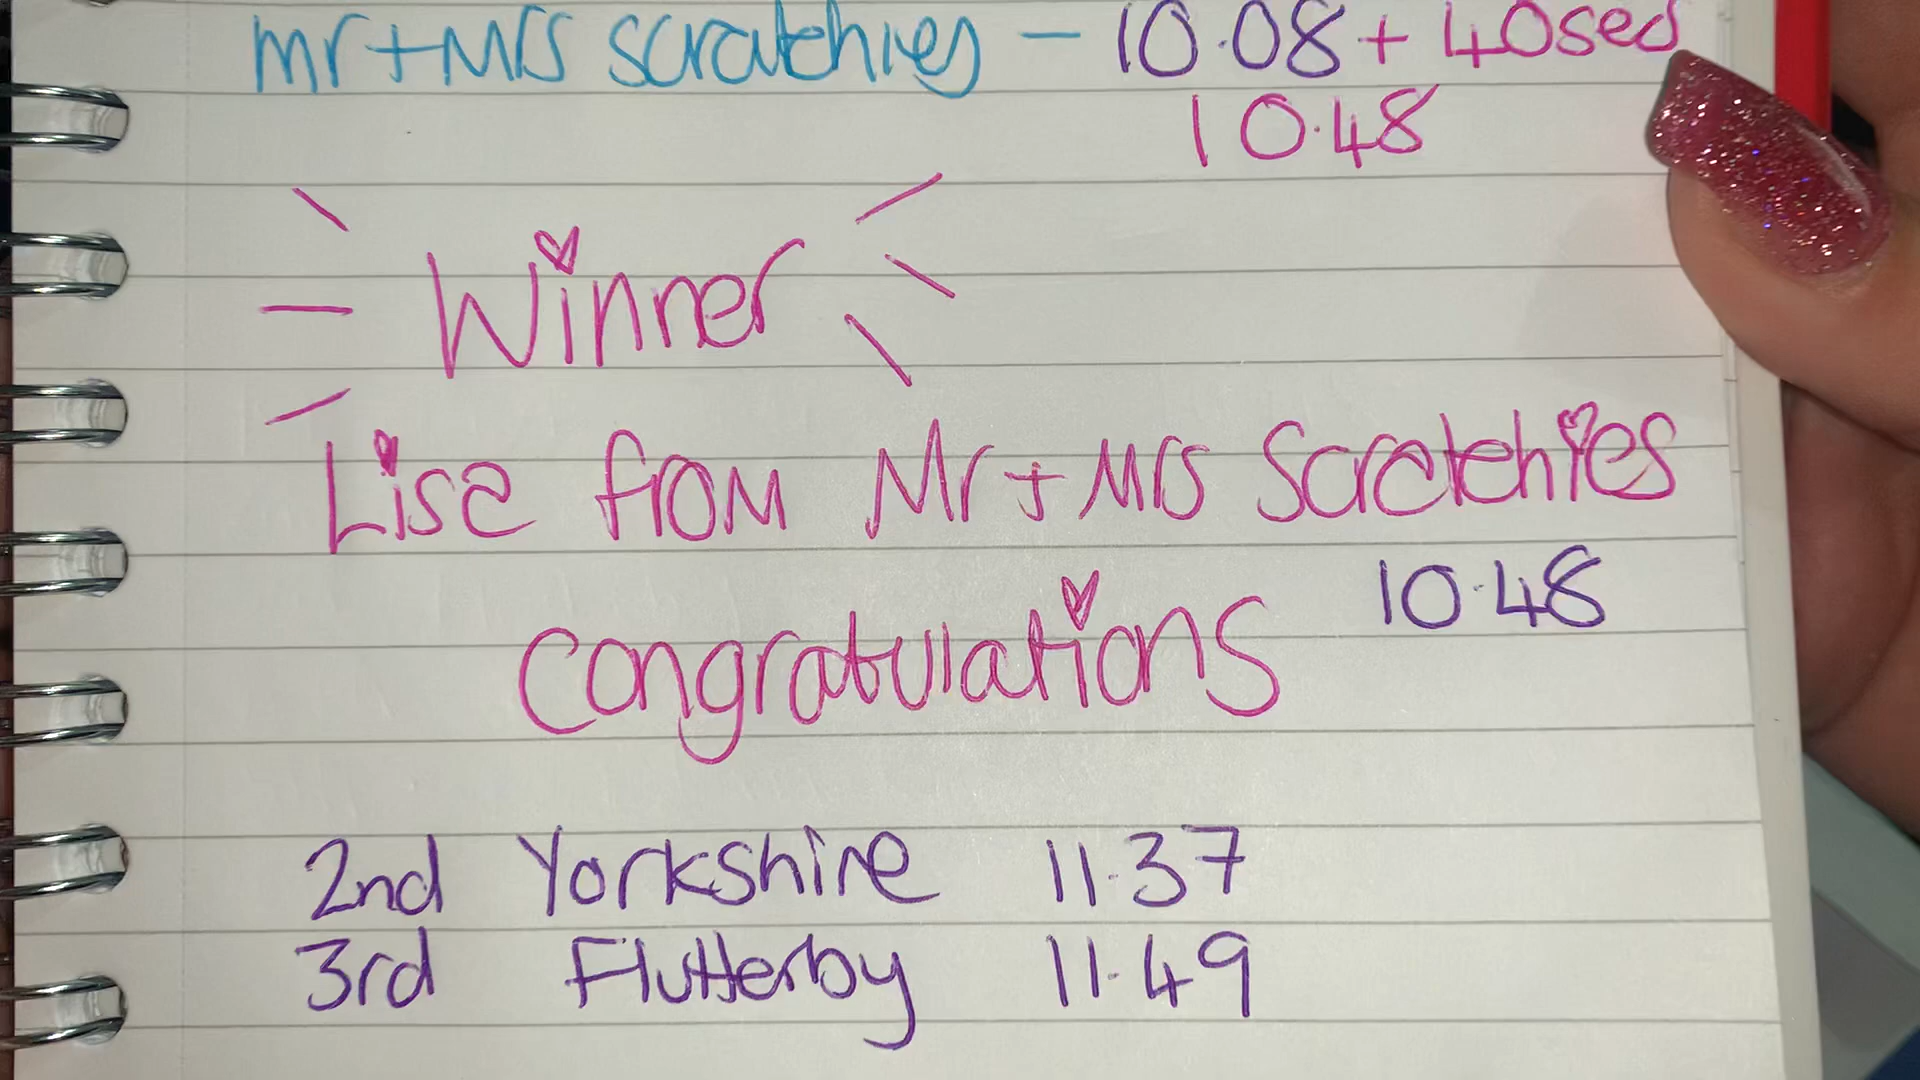 mr + Mrs scratchies - 10.08 + 40sec
10.48
Winner
Lisa from Mr + Mrs Scratchies
10.48
Congratulations
2nd Yorkshire 11.37
3rd Flutterby 11.49